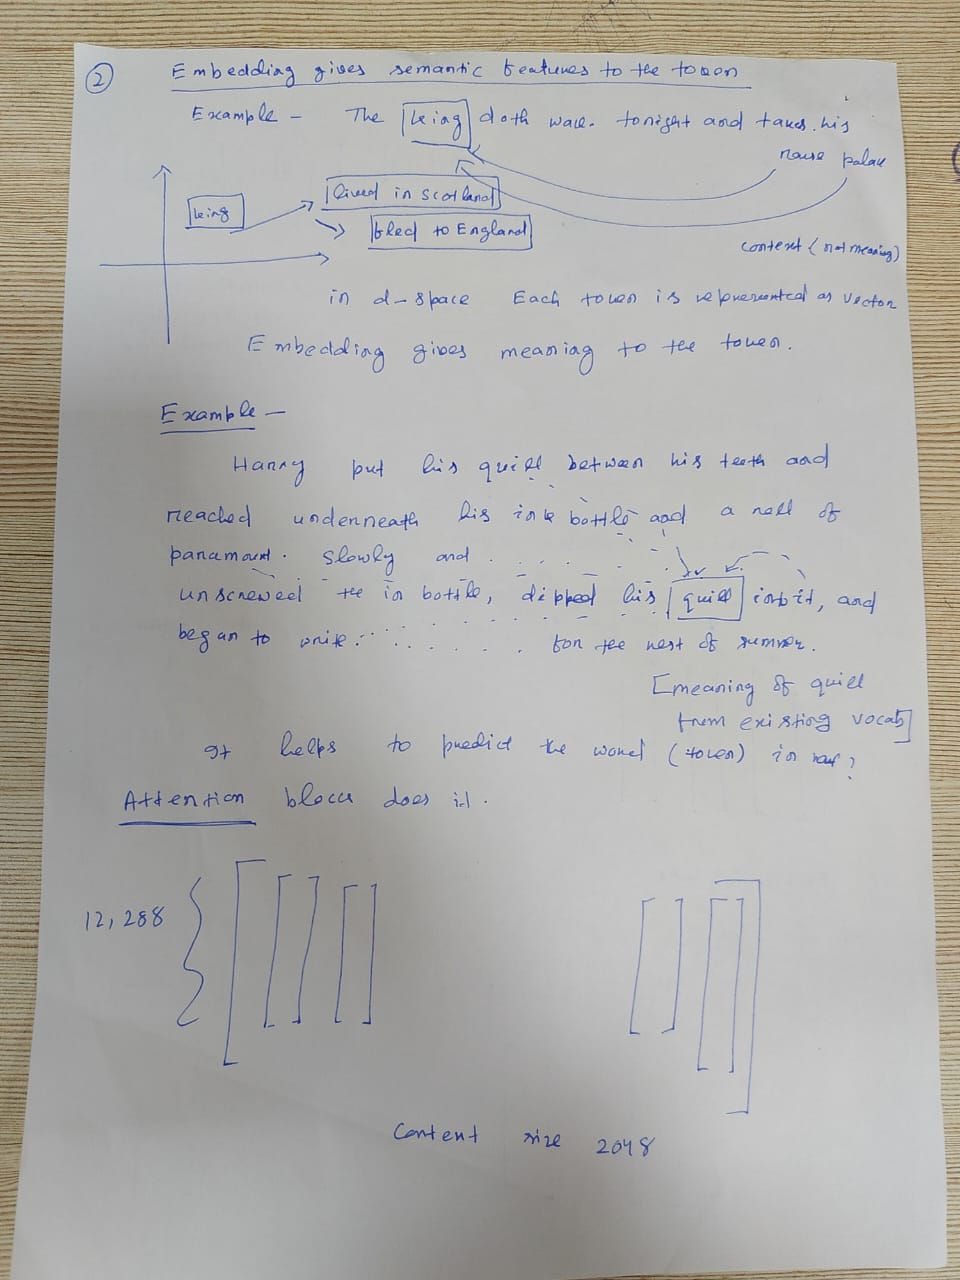 2
Embedding gives semantic features to the token
Example - The king doth wake tonight and takes his
rouse palace
king
lived in scotland
fled to England
context (not meaning)
in d-space Each token is represented as vector
Embedding gives meaning to the token.
Example -
Harry put his quill between his teeth and
reached underneath his ink bottle and a roll of
paramount. slowly and . . . . . .
unscrewed the in bottle, dipped his quill into it, and
began to write: . . . . . . . for the rest of summer.
[meaning of quill
from existing vocab]
It helps to predict the word (token) in
Attention block does it.
12,288
Content size 2048